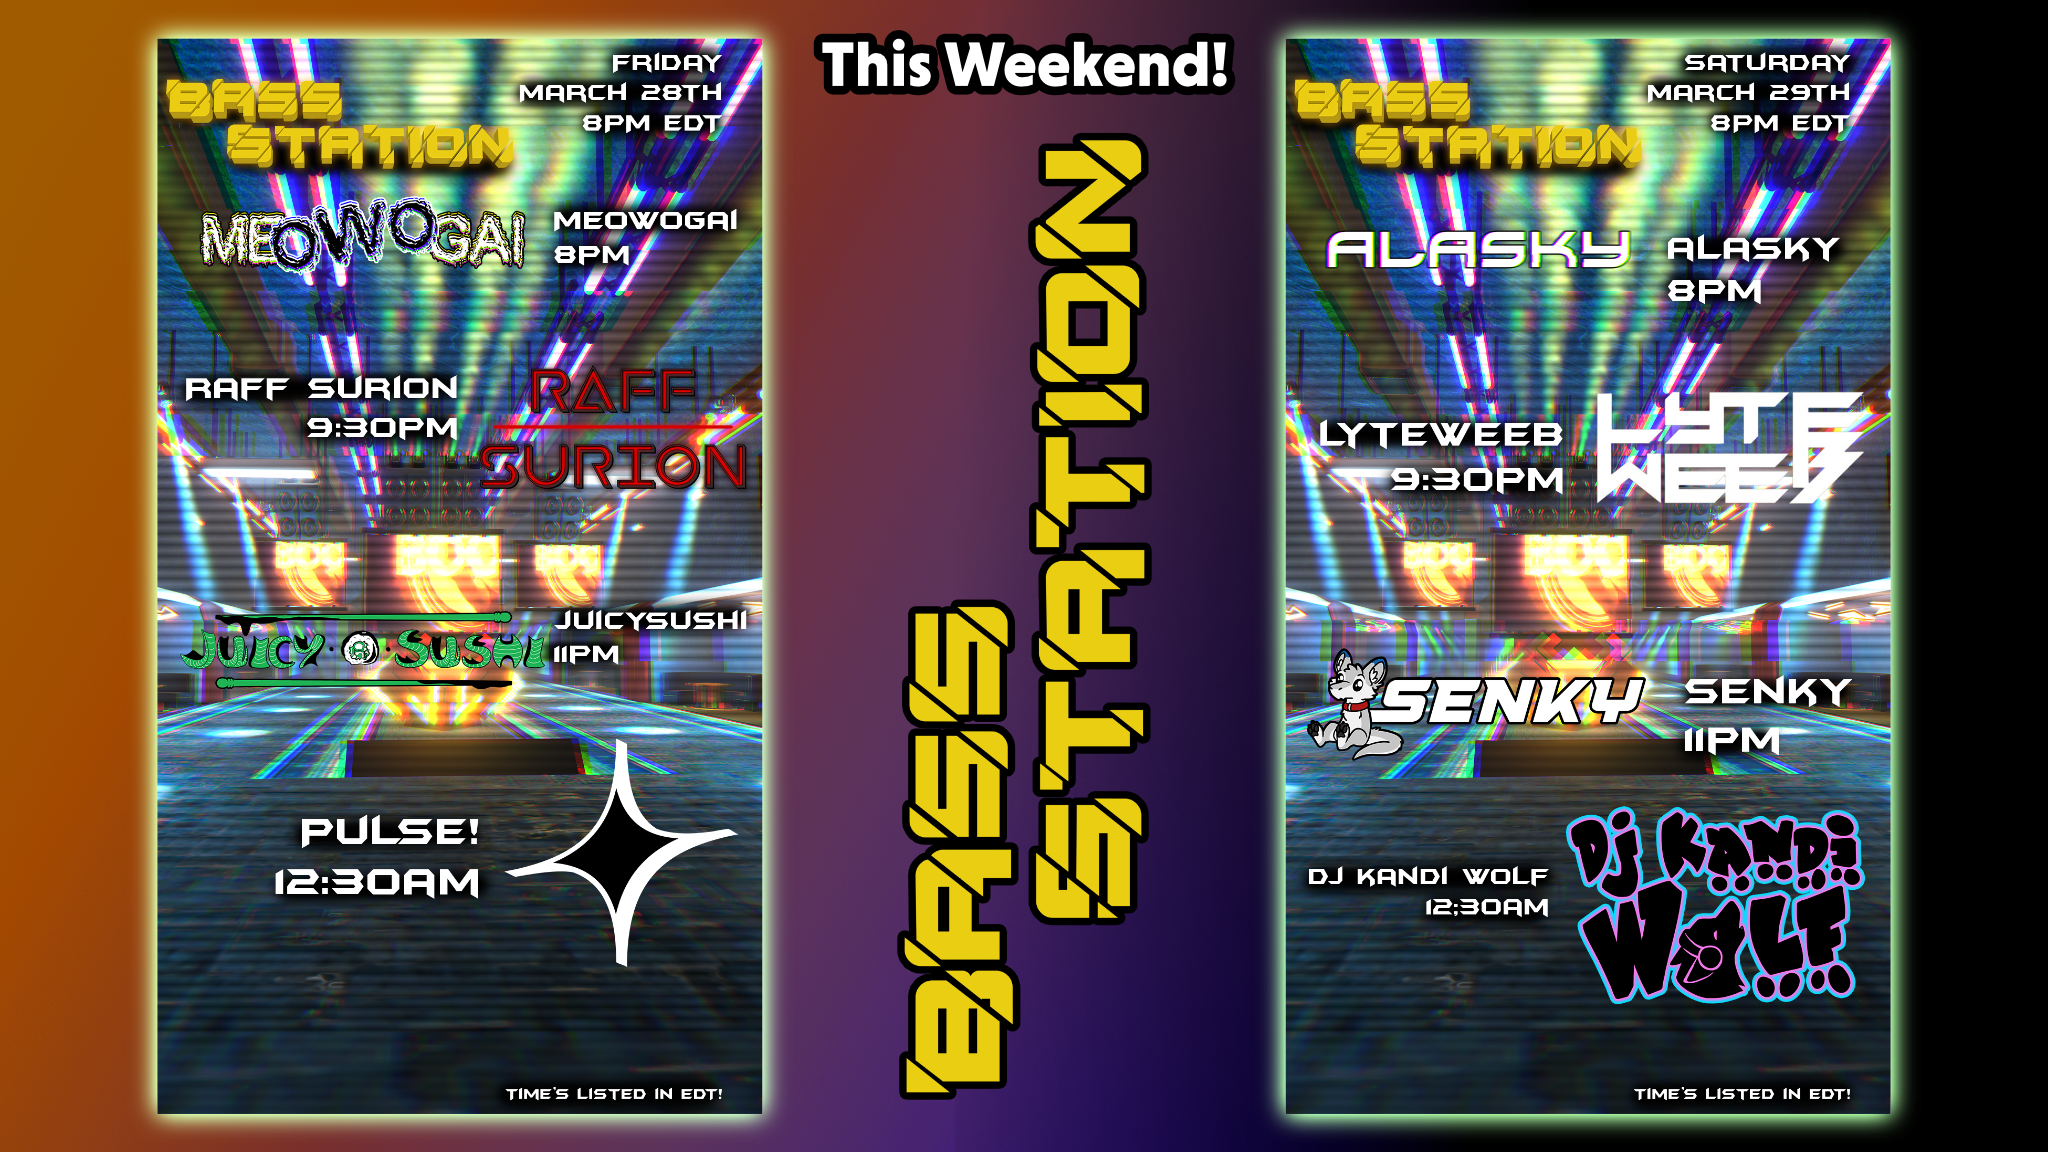 This Weekend!
BASS
STATION
FRIDAY
MARCH 28TH
8PM EDT
MEOWOGAI
MEOWOGAI
8PM
RAFF SURION
9:30PM
RAFF
SURION
JUICY SUSHI
JUICYSUSHI
11PM
PULSE!
12:30AM
TIME'S LISTED IN EDT!
BASS
STATION
BASS
STATION
SATURDAY
MARCH 29TH
8PM EDT
ALASKY
ALASKY
8PM
LYTEWEEB
9:30PM
LYTE
WEEB
SENKY
SENKY
11PM
DJ KANDI WOLF
12;30AM
DJ KANDi
WOLF
TIME'S LISTED IN EDT!